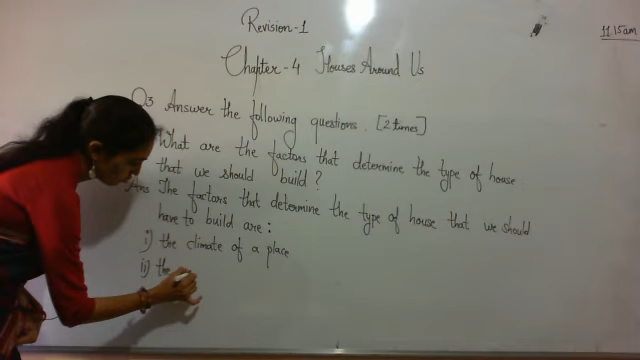 Revision-1
11:15am
Chapter-4 Houses Around Us
Q3 Answer the following questions. [2 times]
What are the factors that determine the type of house
that we should build?
Ans The factors that determine the type of house that we should
have to build are:
i) the climate of a place
ii) the